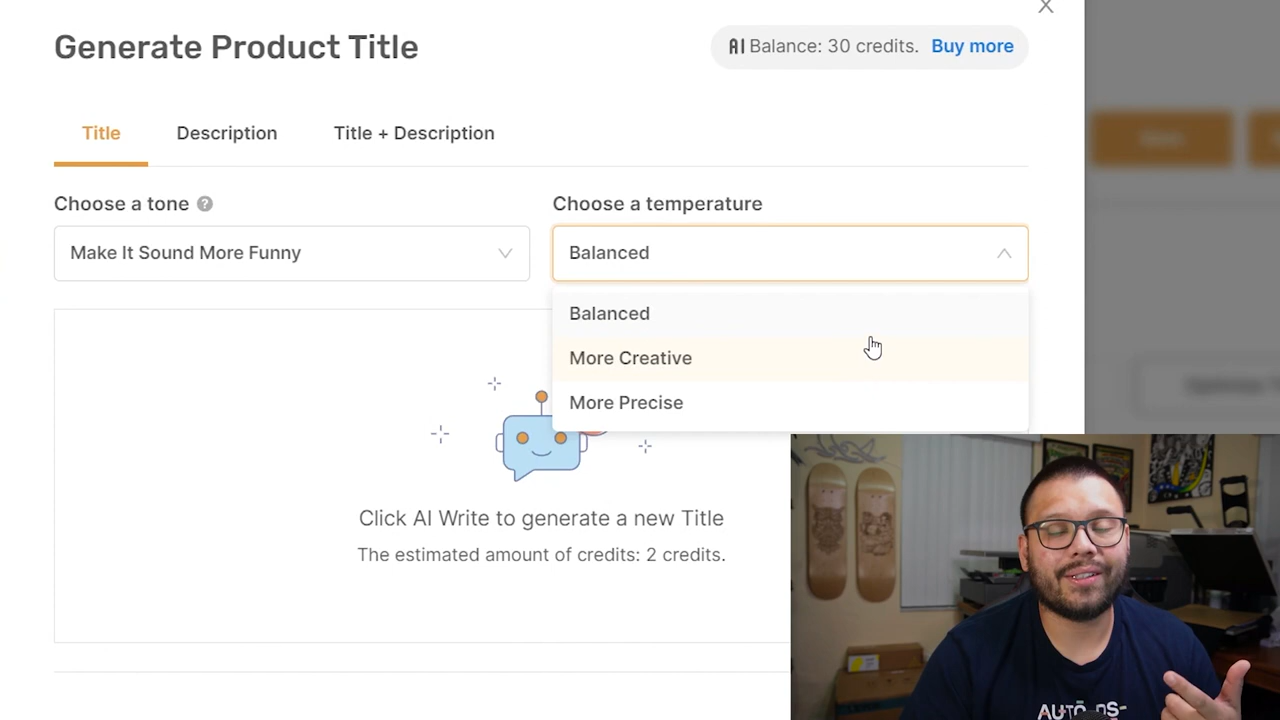 Generate Product Title
AI Balance: 30 credits. Buy more
Title Description Title + Description
Choose a tone ?
Choose a temperature
Make It Sound More Funny
Balanced
Balanced
More Creative
More Precise
Click AI Write to generate a new Title
The estimated amount of credits: 2 credits.